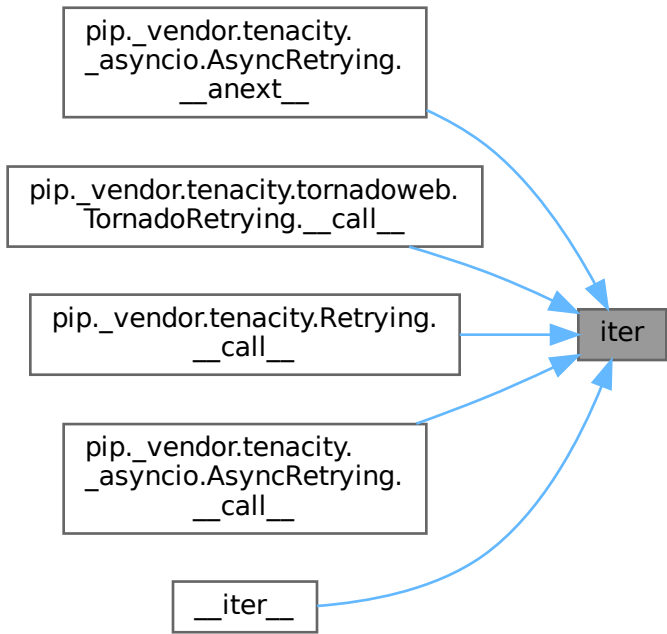 pip._vendor.tenacity.
_asyncio.AsyncRetrying.
__anext__
pip._vendor.tenacity.tornadoweb.
TornadoRetrying.__call__
pip._vendor.tenacity.Retrying.
__call__
iter
pip._vendor.tenacity.
_asyncio.AsyncRetrying.
__call__
__iter__